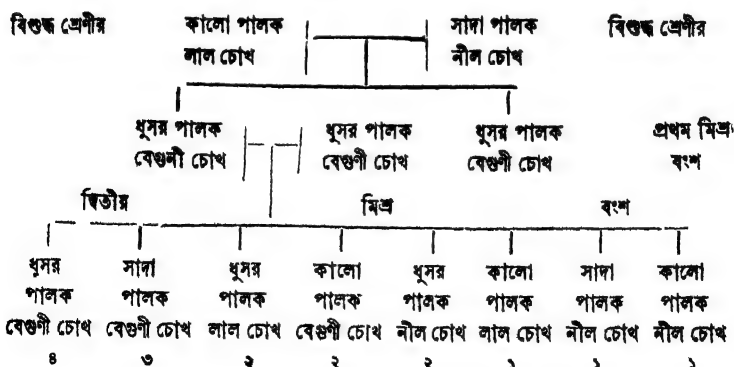 বিশুদ্ধ শ্রেণীর কালো পালক সাদা পালক বিশুদ্ধ শ্রেণীর
লাল চোখ নীল চোখ
ধূসর পালক ধূসর পালক ধূসর পালক প্রথম মিশ্র
বেগুনী চোখ বেগুণী চোখ বেগুণী চোখ বংশ
দ্বিতীয় মিশ্র বংশ
ধূসর সাদা ধূসর কালো ধূসর কালো সাদা কালো
পালক পালক পালক পালক পালক পালক পালক পালক
বেগুণী চোখ বেগুণী চোখ লাল চোখ বেগুণী চোখ নীল চোখ লাল চোখ নীল চোখ নীল চোখ
৪ ৩ ২ ২ ১ ১ ১